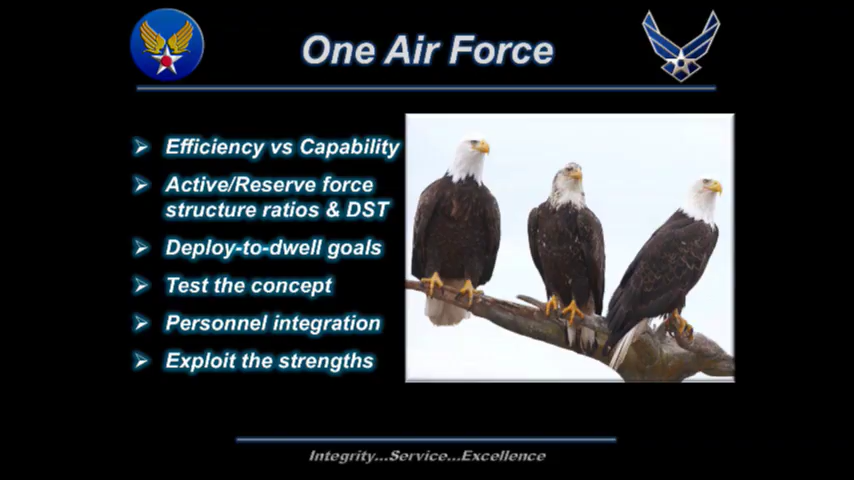 One Air Force
Efficiency vs Capability
Active/Reserve force
structure ratios & DST
Deploy-to-dwell goals
Test the concept
Personnel integration
Exploit the strengths
Integrity...Service...Excellence